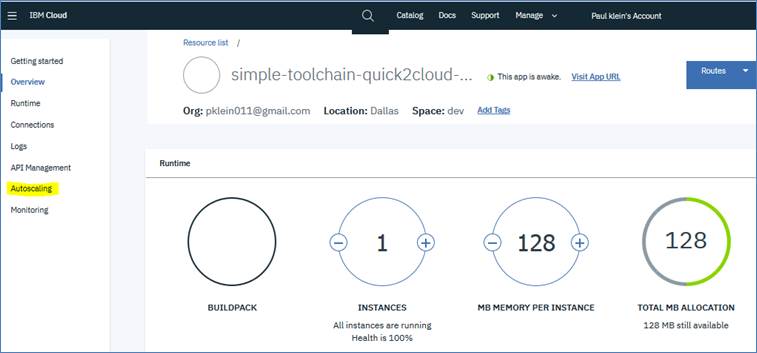 IBM Cloud
Catalog Docs Support Manage Paul klein's Account
Resource list /
simple-toolchain-quick2cloud-... This app is awake. Visit App URL Routes
Org: pklein011@gmail.com Location: Dallas Space: dev Add Tags
Getting started
Overview
Runtime
Connections
Logs
API Management
Autoscaling
Monitoring
Runtime
1
128
128
BUILDPACK
INSTANCES
MB MEMORY PER INSTANCE
TOTAL MB ALLOCATION
All instances are running
Health is 100%
128 MB still available